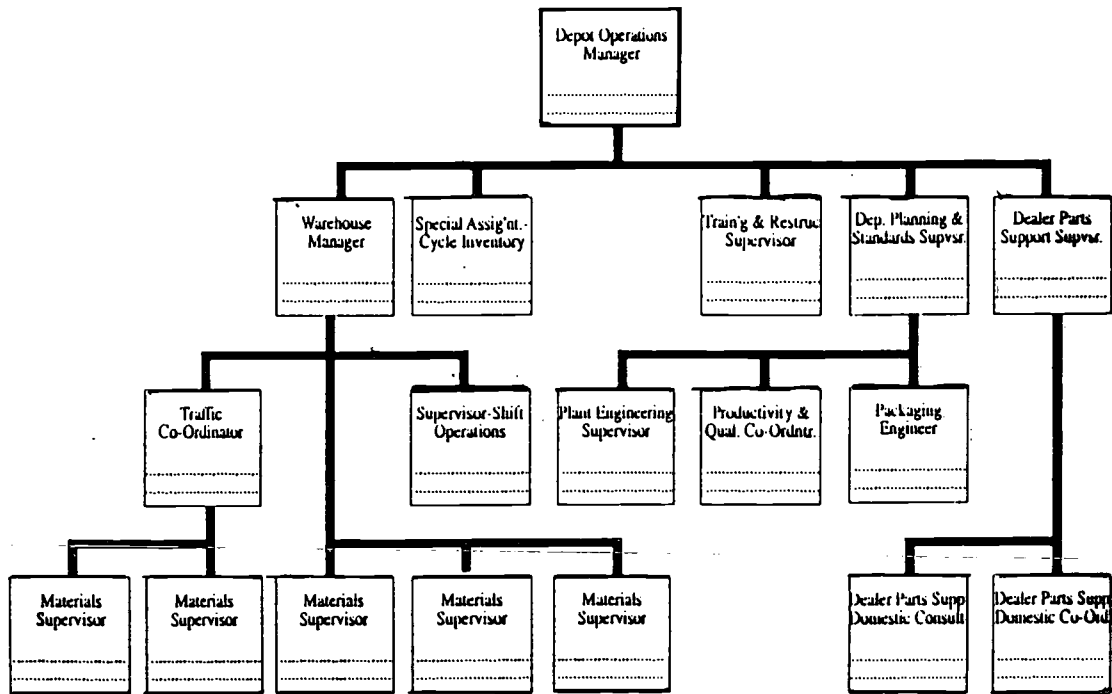 Depot Operations
Manager
Warehouse
Manager
Special Assig'nt.-
Cycle Inventory
Train'g & Restruc
Supervisor
Dep. Planning &
Standards Supvsr.
Dealer Parts
Support Supvsr.
Traffic
Co-Ordinator
Supervisor-Shift
Operations
Plant Engineering
Supervisor
Productivity &
Qual. Co-Ordntr.
Packaging
Engineer
Materials
Supervisor
Materials
Supervisor
Materials
Supervisor
Materials
Supervisor
Materials
Supervisor
Dealer Parts Supp
Domestic Consult
Dealer Parts Supp
Domestic Co-Ord